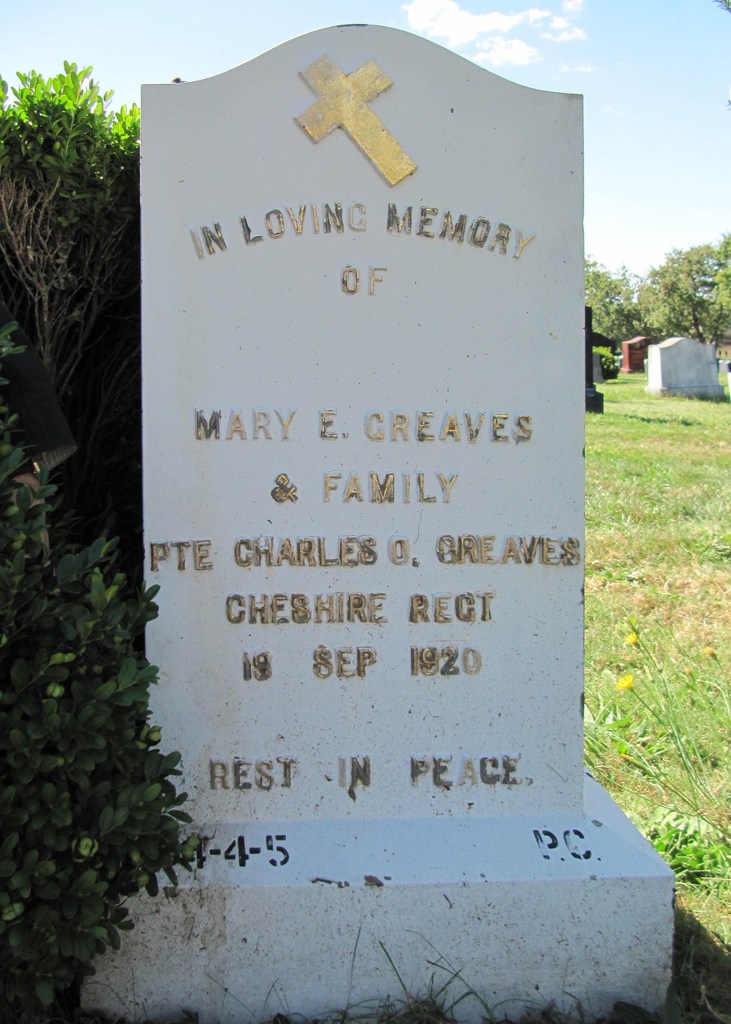 IN LOVING MEMORY
OF
MARY E. GREAVES
& FAMILY
PTE CHARLES O. GREAVES
CHESHIRE REGT
19 SEP 1920
REST IN PEACE.
4-4-5 P.C.